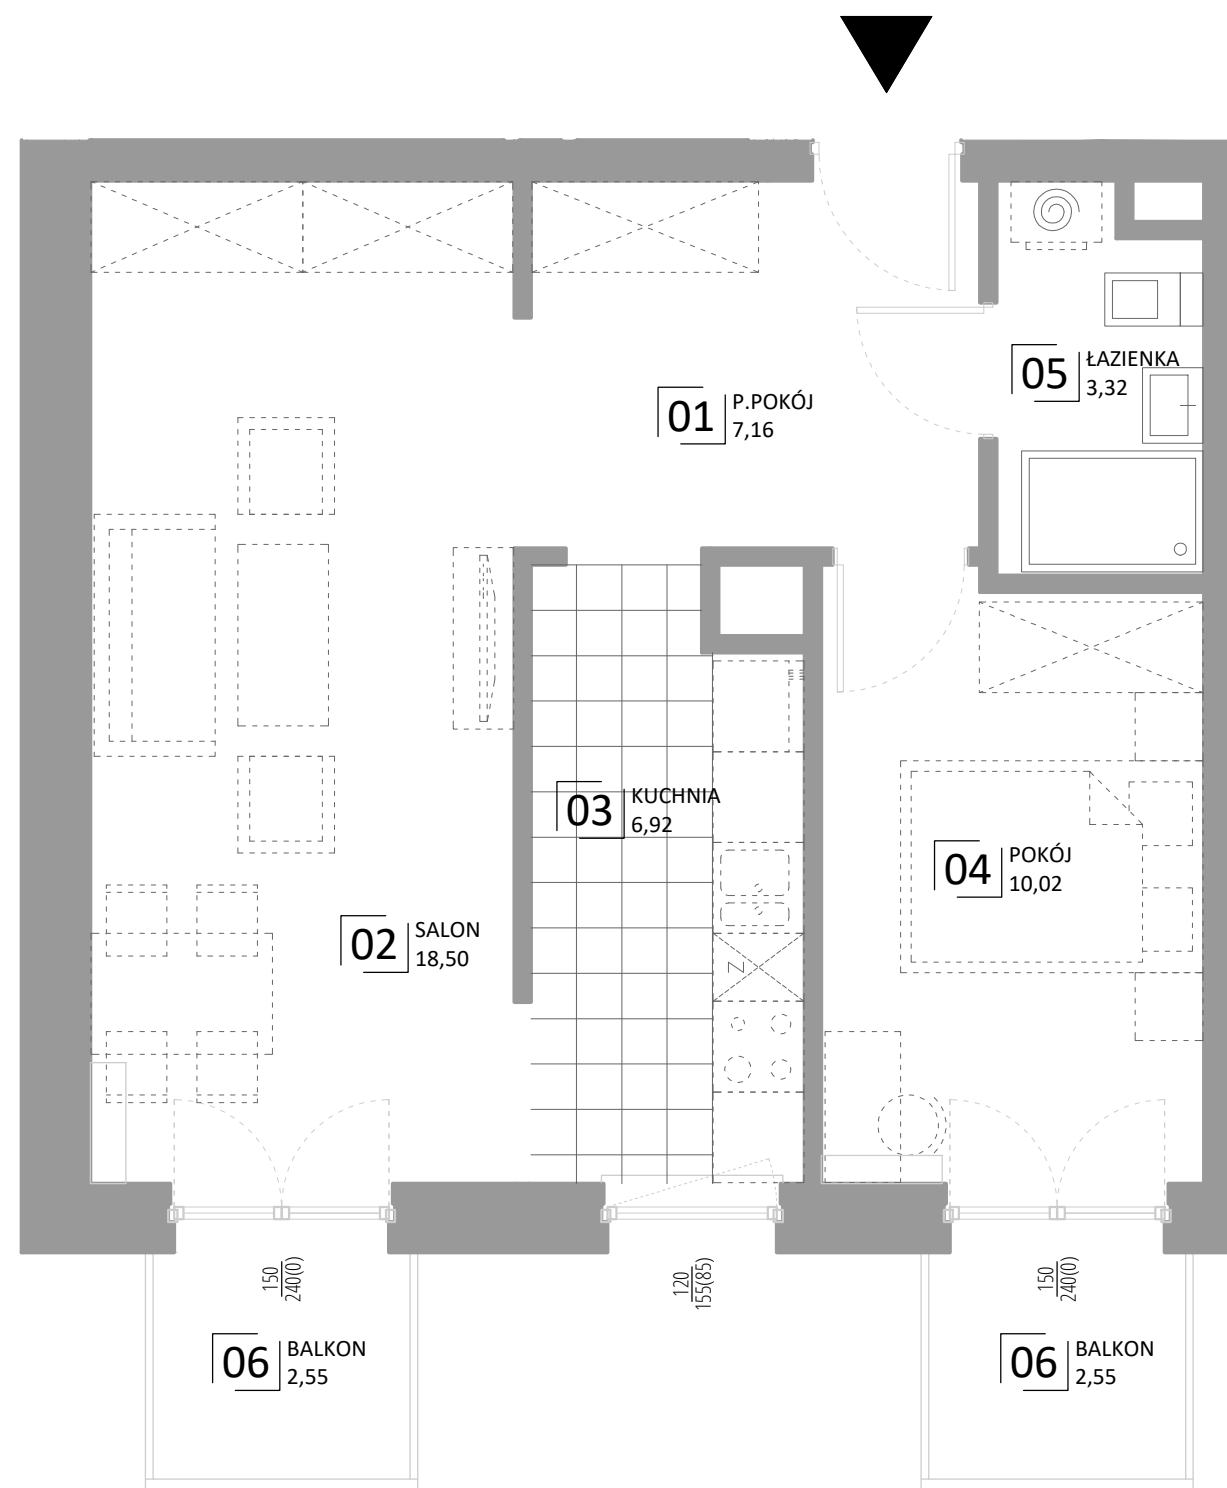 05 ŁAZIENKA
3,32
01 P.POKÓJ
7,16
03 KUCHNIA
6,92
04 POKÓJ
10,02
02 SALON
18,50
Z
150
240(0)
120
155(85)
150
240(0)
06 BALKON
2,55
06 BALKON
2,55